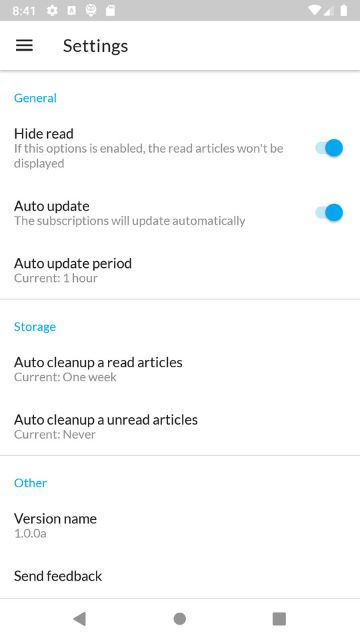 8:41
Settings
General
Hide read
If this options is enabled, the read articles won't be
displayed
Auto update
The subscriptions will update automatically
Auto update period
Current: 1 hour
Storage
Auto cleanup a read articles
Current: One week
Auto cleanup a unread articles
Current: Never
Other
Version name
1.0.0a
Send feedback